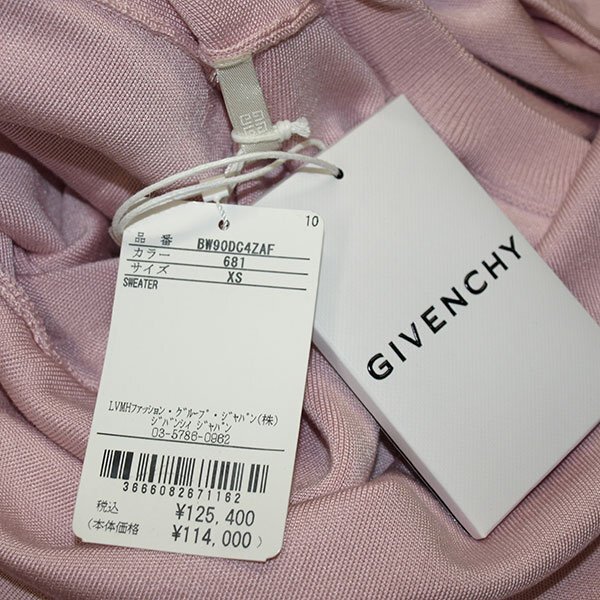 10
品 番 BW90DC4ZAF
カラー 681
サイズ XS
SWEATER
LVMHファッション・グループ・ジャパン(株)
ジバンシイ ジャパン
03-5786-0962
3666082671162
税込 ¥125,400
(本体価格 ¥114,000)
GIVENCHY